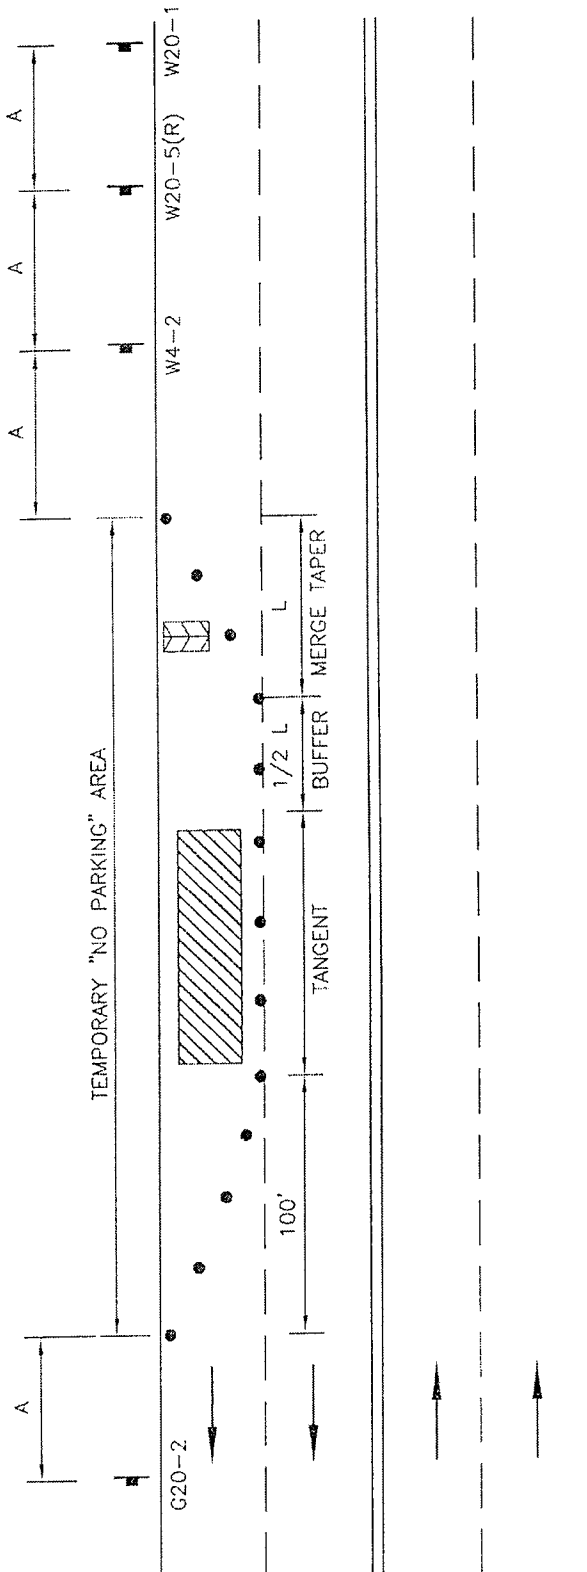 A
A
A
W20-1
W20-5(R)
W4-2
TEMPORARY "NO PARKING" AREA
L
MERGE TAPER
1/2 L
BUFFER
TANGENT
100'
A
G20-2